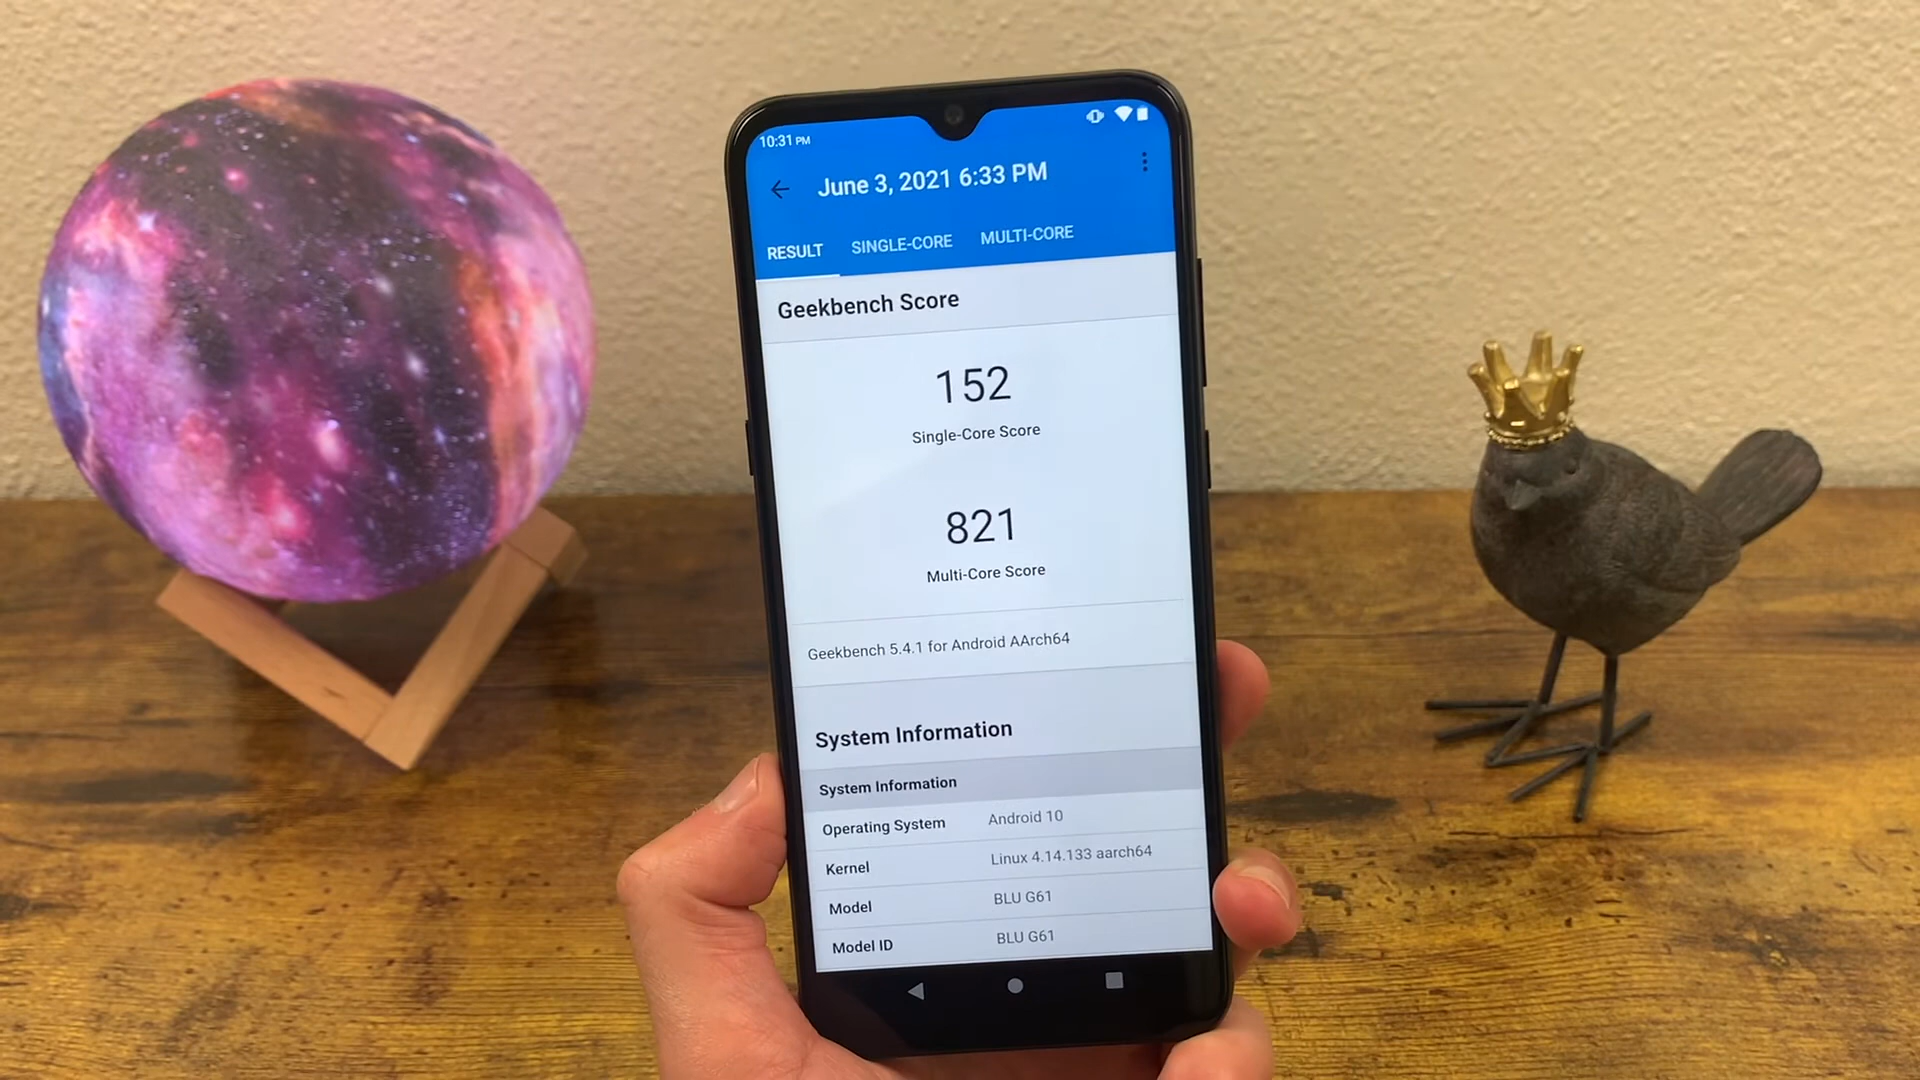 10:31 PM
June 3, 2021 6:33 PM
RESULT SINGLE-CORE MULTI-CORE
Geekbench Score
152
Single-Core Score
821
Multi-Core Score
Geekbench 5.4.1 for Android AArch64
System Information
System Information
Operating System Android 10
Kernel Linux 4.14.133 aarch64
Model BLU G61
Model ID BLU G61